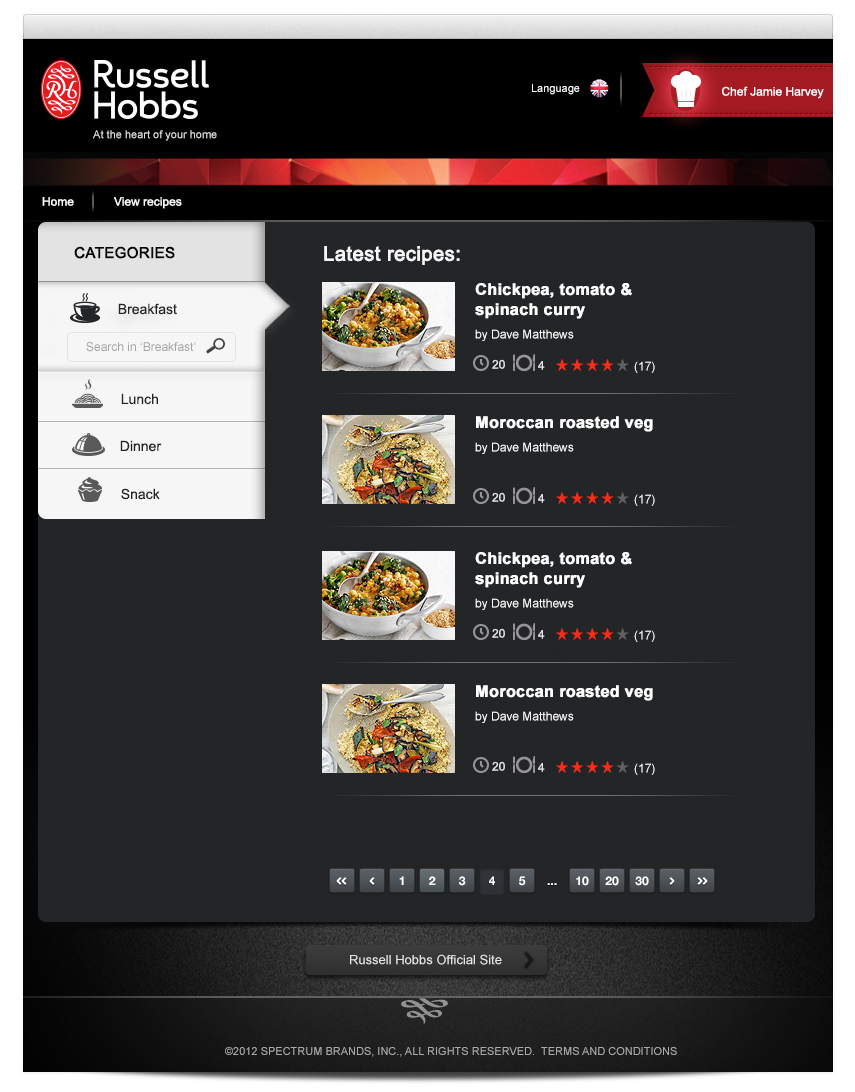 RH
Russell
Hobbs
At the heart of your home
Language
Chef Jamie Harvey
Home
View recipes
CATEGORIES
Breakfast
Search in ‘Breakfast’
Lunch
Dinner
Snack
Latest recipes:
Chickpea, tomato &
spinach curry
by Dave Matthews
20 4 (17)
Moroccan roasted veg
by Dave Matthews
20 4 (17)
Chickpea, tomato &
spinach curry
by Dave Matthews
20 4 (17)
Moroccan roasted veg
by Dave Matthews
20 4 (17)
« ‹ 1 2 3 4 5 ... 10 20 30 › »
Russell Hobbs Official Site
©2012 SPECTRUM BRANDS, INC., ALL RIGHTS RESERVED. TERMS AND CONDITIONS